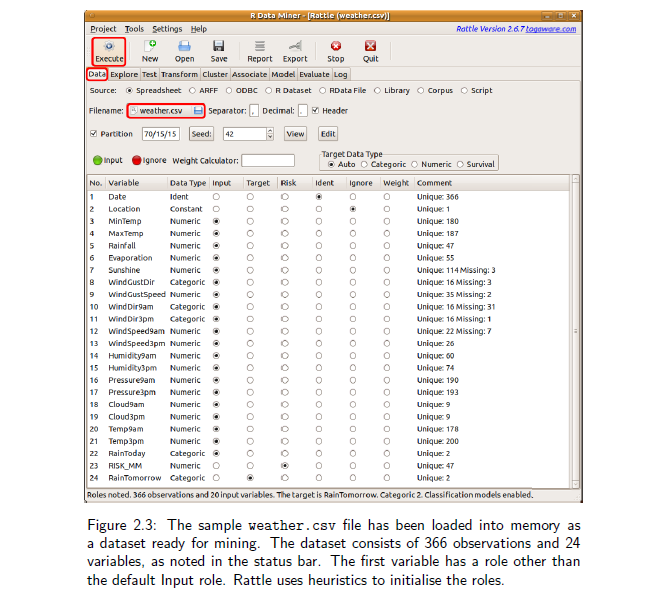 R Data Miner - [Rattle (weather.csv)]
Project Tools Settings Help Rattle Version 2.6.7 togaware.com
Execute New Open Save Report Export Stop Quit
Data Explore Test Transform Cluster Associate Model Evaluate Log
Source: Spreadsheet ARFF ODBC R Dataset RData File Library Corpus Script
Filename: weather.csv Separator: , Decimal: . Header
Partition 70/15/15 Seed: 42 View Edit
Target Data Type
Input Ignore Weight Calculator: Auto Categoric Numeric Survival
No. Variable Data Type Input Target Risk Ident Ignore Weight Comment
1 Date Ident Unique: 366
2 Location Constant Unique: 1
3 MinTemp Numeric Unique: 180
4 MaxTemp Numeric Unique: 187
5 Rainfall Numeric Unique: 47
6 Evaporation Numeric Unique: 55
7 Sunshine Numeric Unique: 114 Missing: 3
8 WindGustDir Categoric Unique: 16 Missing: 3
9 WindGustSpeed Numeric Unique: 35 Missing: 2
10 WindDir9am Categoric Unique: 16 Missing: 31
11 WindDir3pm Categoric Unique: 16 Missing: 1
12 WindSpeed9am Numeric Unique: 22 Missing: 7
13 WindSpeed3pm Numeric Unique: 26
14 Humidity9am Numeric Unique: 60
15 Humidity3pm Numeric Unique: 74
16 Pressure9am Numeric Unique: 190
17 Pressure3pm Numeric Unique: 193
18 Cloud9am Numeric Unique: 9
19 Cloud3pm Numeric Unique: 9
20 Temp9am Numeric Unique: 178
21 Temp3pm Numeric Unique: 200
22 RainToday Categoric Unique: 2
23 RISK_MM Numeric Unique: 47
24 RainTomorrow Categoric Unique: 2
Roles noted. 366 observations and 20 input variables. The target is RainTomorrow. Categoric 2. Classification models enabled.
Figure 2.3: The sample weather.csv file has been loaded into memory as
a dataset ready for mining. The dataset consists of 366 observations and 24
variables, as noted in the status bar. The first variable has a role other than
the default Input role. Rattle uses heuristics to initialise the roles.